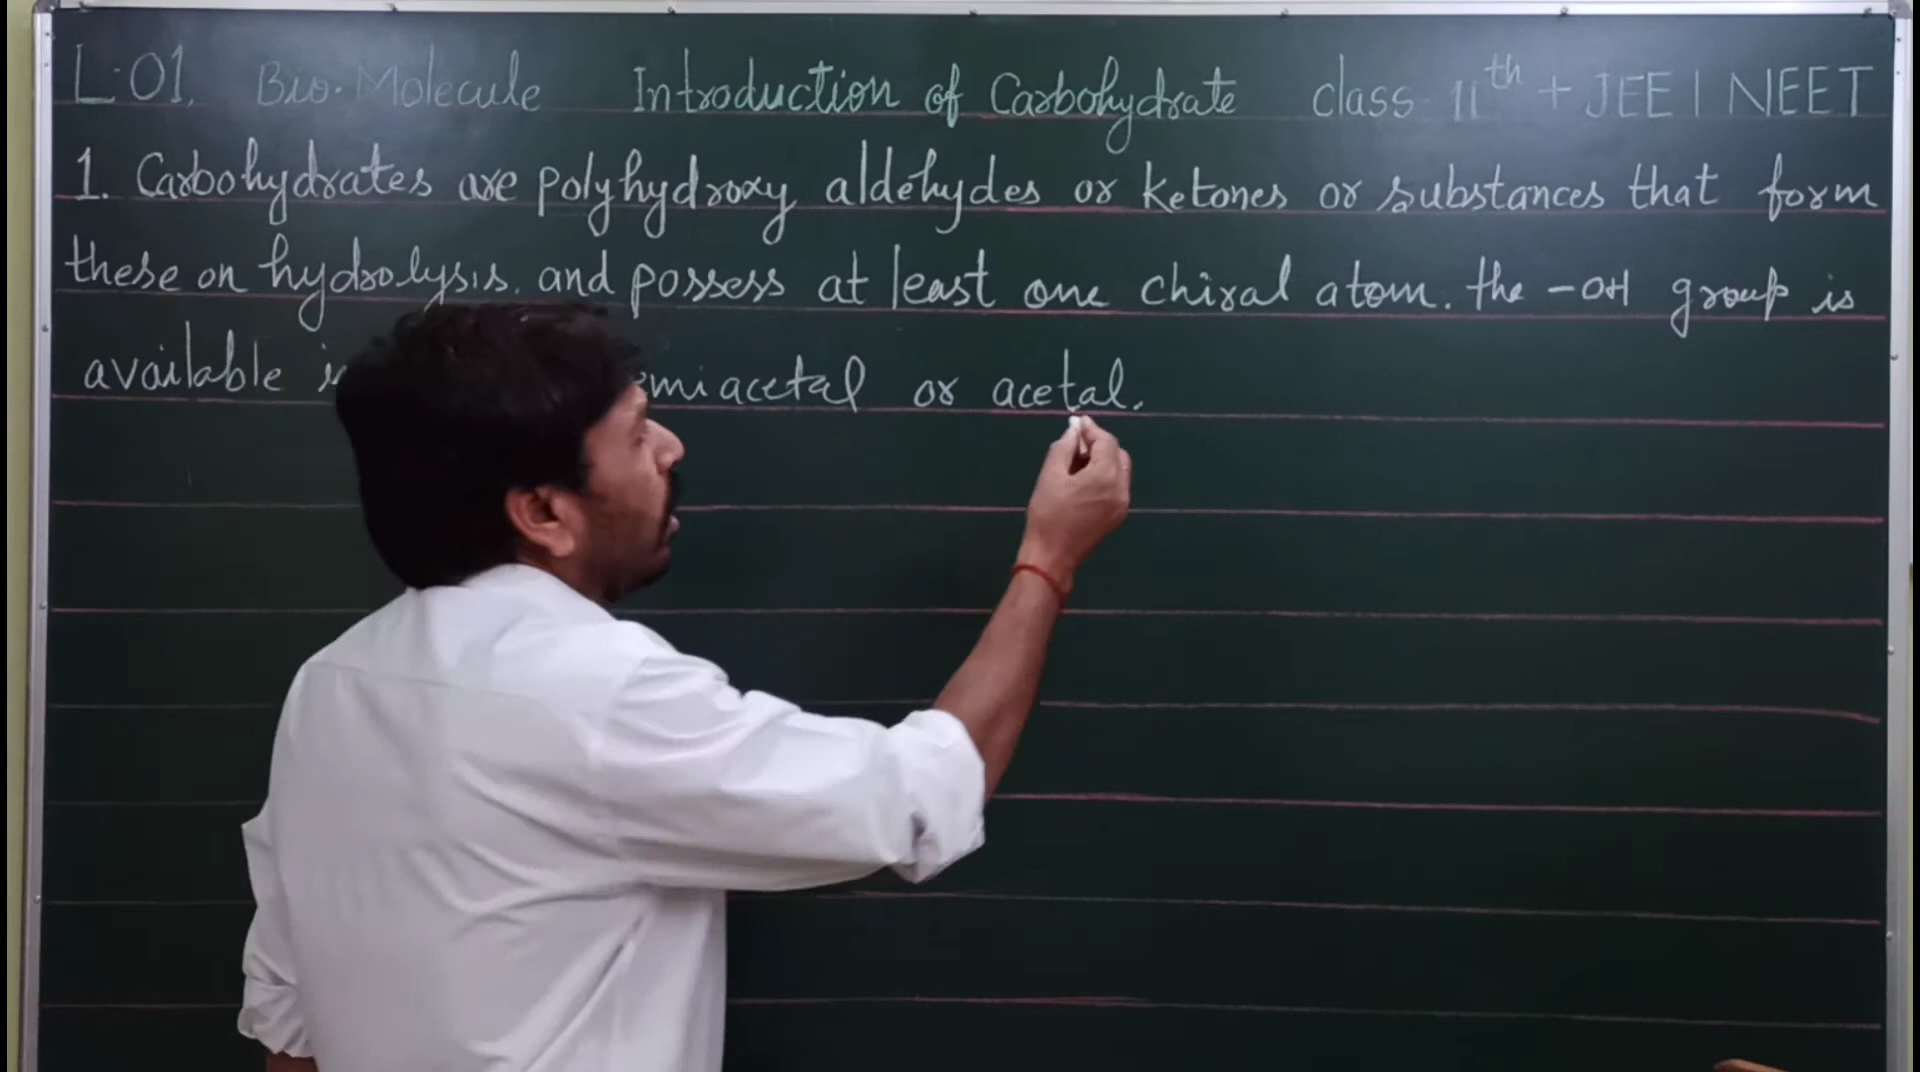 L-01. Bio-Molecule Introduction of Carbohydrate class 11th + JEE | NEET
1. Carbohydrates are polyhydroxy aldehydes or ketones or substances that form
these on hydrolysis. and possess at least one chiral atom. the -OH group is
available or acetal.